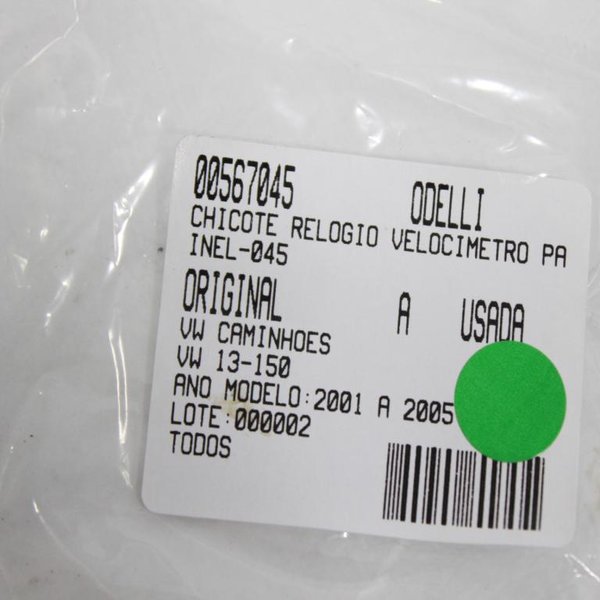 00567045 ODELLI
CHICOTE RELOGIO VELOCIMETRO PA
INEL-045
ORIGINAL A USADA
VW CAMINHOES
VW 13-150
ANO MODELO:2001 A 2005
LOTE:000002
TODOS